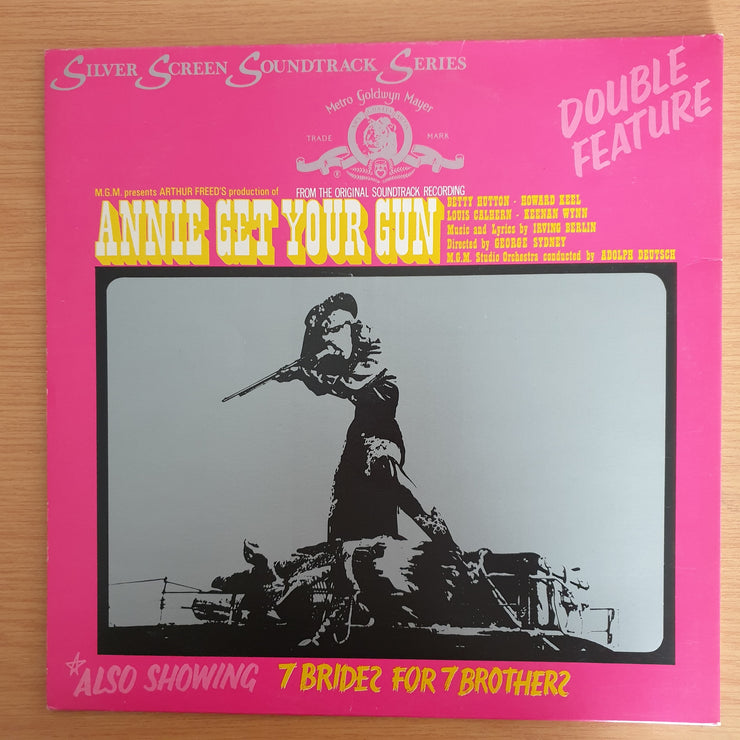 SILVER SCREEN SOUNDTRACK SERIES
DOUBLE
FEATURE
Metro Goldwyn Mayer
TRADE MARK
M.G.M. presents ARTHUR FREED'S production of
FROM THE ORIGINAL SOUNDTRACK RECORDING
ANNIE GET YOUR GUN
BETTY HUTTON - HOWARD KEEL
LOUIS CALHERN - KEENAN WYNN
Music and Lyrics by IRVING BERLIN
Directed by GEORGE SYDNEY
M.G.M. Studio Orchestra conducted by ADOLPH DEUTSCH
ALSO SHOWING 7 BRIDES FOR 7 BROTHERS